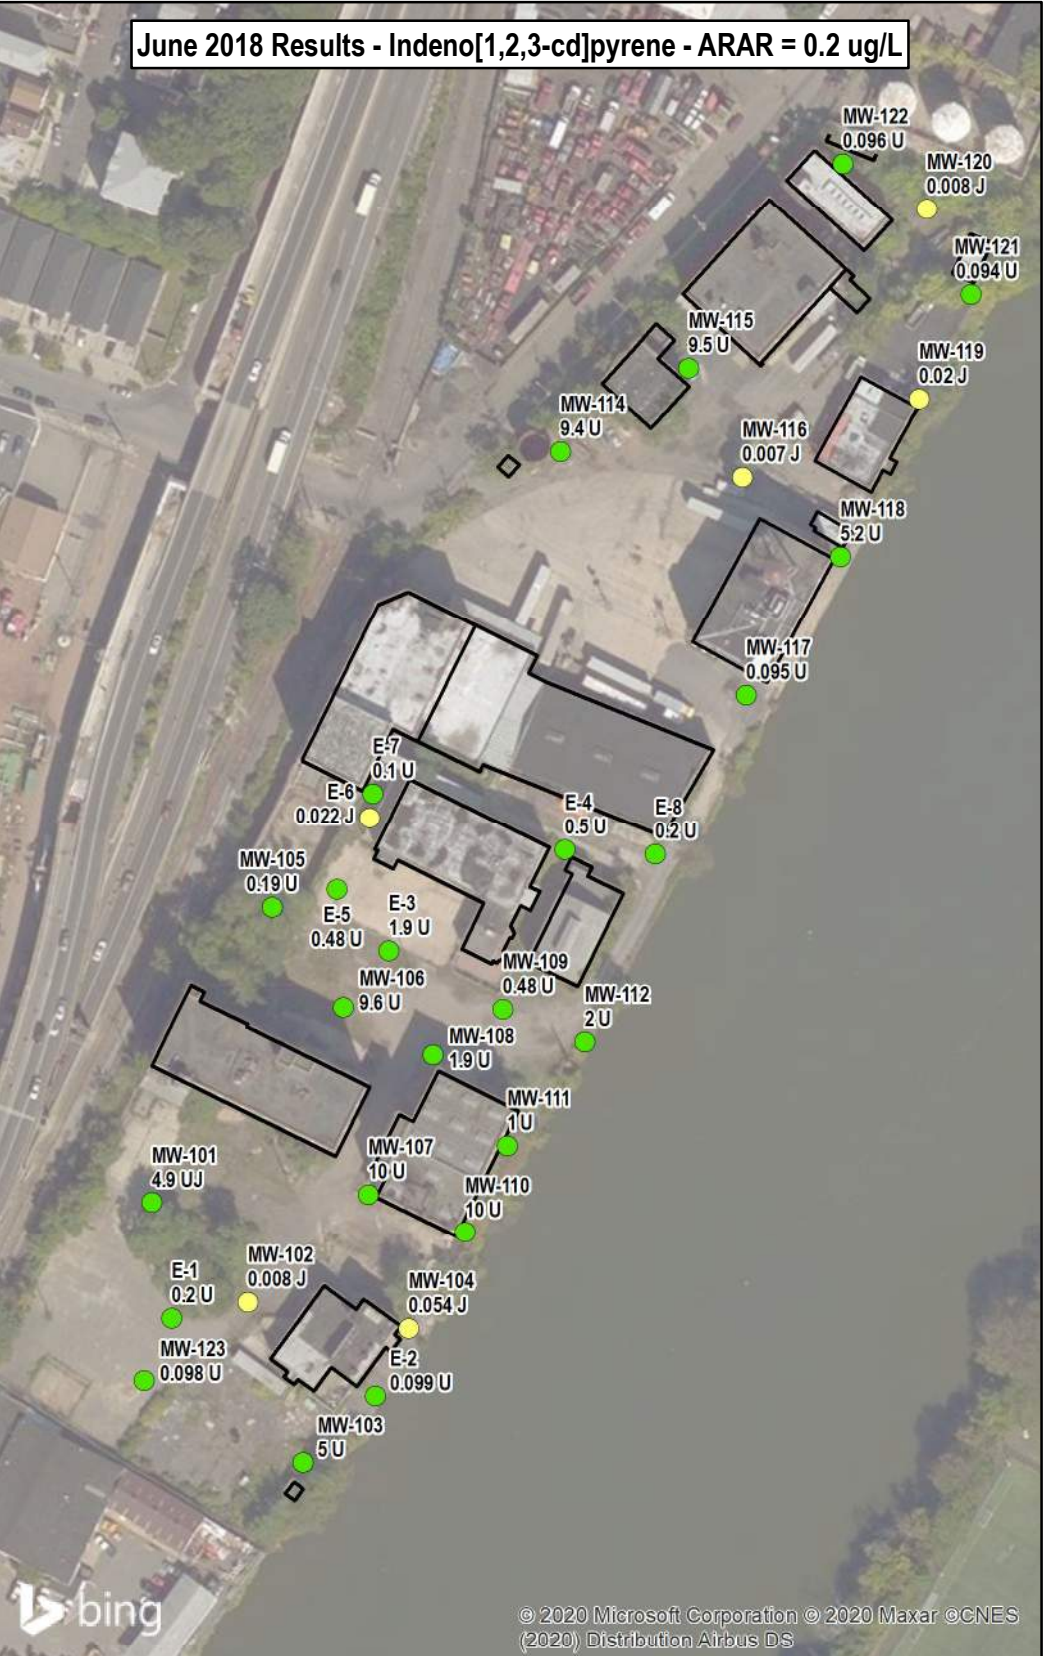 June 2018 Results - Indeno[1,2,3-cd]pyrene - ARAR = 0.2 ug/L
MW-122
0.096 U
MW-120
0.008 J
MW-121
0.094 U
MW-115
9.5 U
MW-119
0.02 J
MW-114
9.4 U
MW-116
0.007 J
MW-118
5.2 U
MW-117
0.095 U
E-7
0.1 U
E-6
0.022 J
E-4
0.5 U
E-8
0.2 U
MW-105
0.19 U
E-5
0.48 U
E-3
1.9 U
MW-109
0.48 U
MW-106
9.6 U
MW-112
2 U
MW-108
1.9 U
MW-111
1 U
MW-107
10 U
MW-101
4.9 UJ
MW-110
10 U
MW-102
0.008 J
E-1
0.2 U
MW-104
0.054 J
MW-123
0.098 U
E-2
0.099 U
MW-103
5 U
bing
© 2020 Microsoft Corporation © 2020 Maxar ©CNES
(2020) Distribution Airbus DS